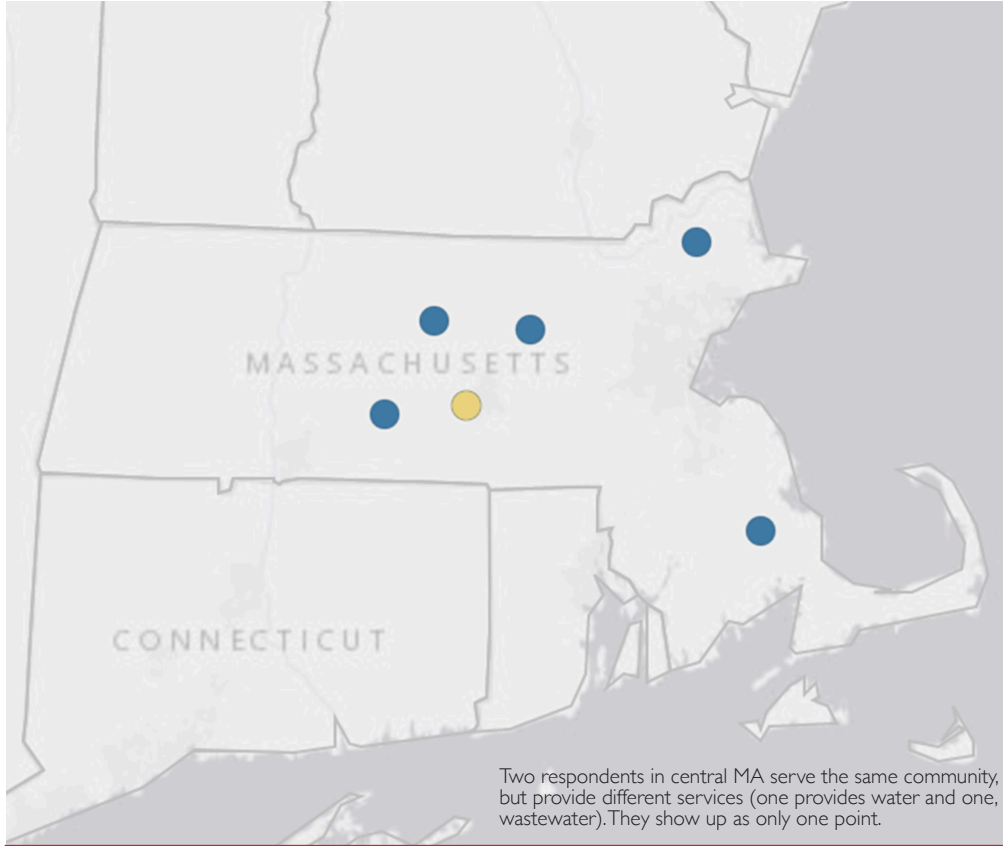 MASSACHUSETTS
CONNECTICUT
Two respondents in central MA serve the same community,
but provide different services (one provides water and one,
wastewater).They show up as only one point.